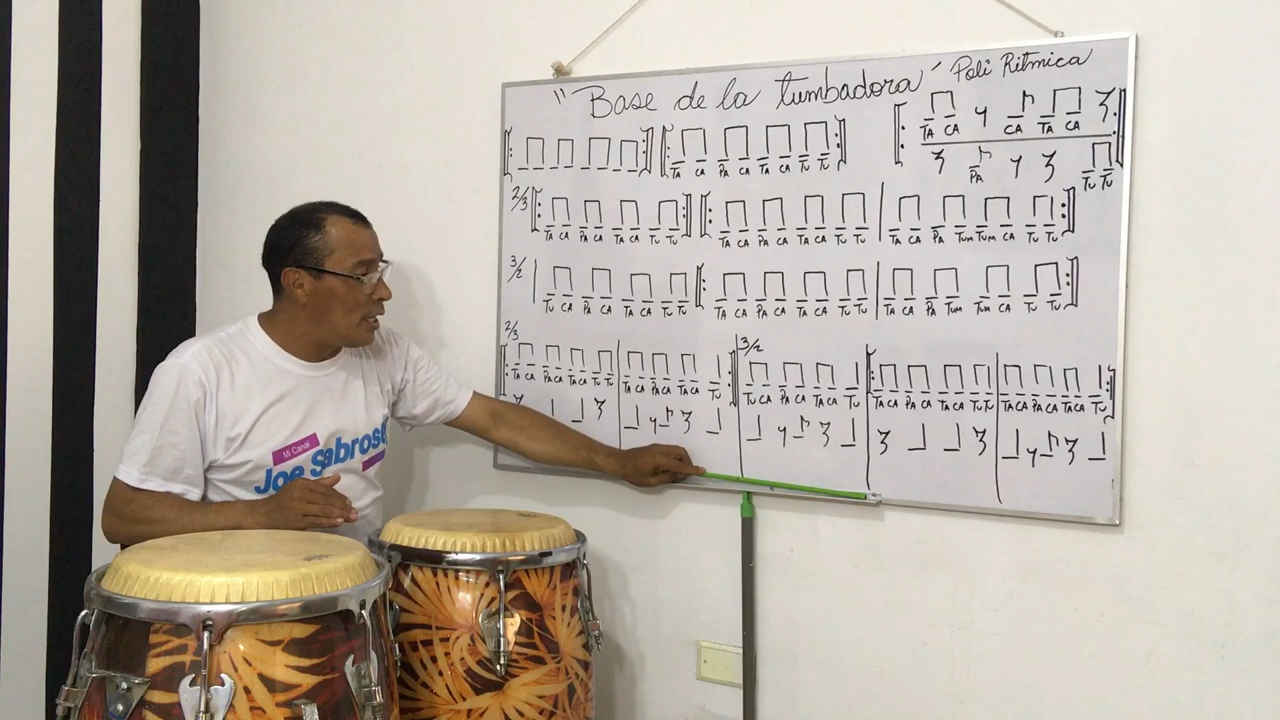 "Base de la tumbadora" Poli Ritmica
TA CA PA CA TA CA TU TU
TA CA CA TA CA
PA TU TU
2/3 TA CA PA CA TA CA TU TU TA CA PA CA TA CA TU TU TA CA PA TUM TUM CA TU TU
3/2 TU CA PA CA TA CA TU TU TA CA PA CA TA CA TU TU TA CA PA TUM TUM CA TU TU
2/3 TA CA PA CA TA CA TU TU TA CA PA CA TA CA TU 3/2 TU CA PA CA TA CA TU TA CA PA CA TA CA TU TU TA CA PA CA TA CA TU
Mi Canal
Joe Sabroso